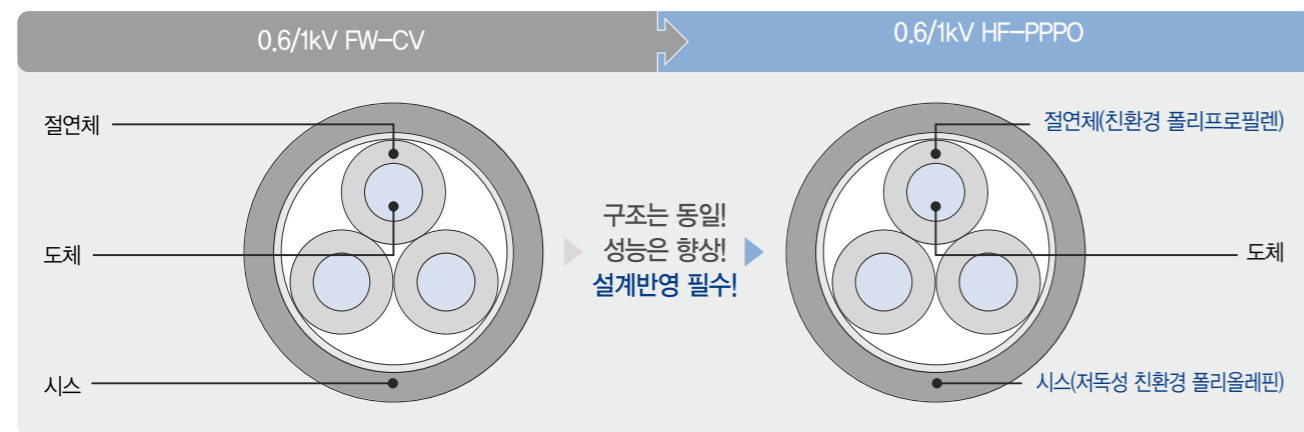 0.6/1kV FW-CV
0.6/1kV HF-PPPO
절연체
도체
시스
구조는 동일!
성능은 향상!
설계반영 필수!
절연체(친환경 폴리프로필렌)
도체
시스(저독성 친환경 폴리올레핀)